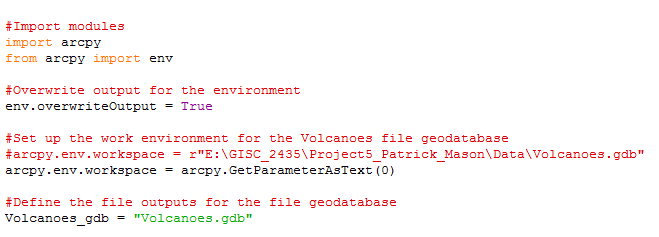 #Import modules
import arcpy
from arcpy import env
#Overwrite output for the environment
env.overwriteOutput = True
#Set up the work environment for the Volcanoes file geodatabase
#arcpy.env.workspace = r"E:\GISC_2435\Project5_Patrick_Mason\Data\Volcanoes.gdb"
arcpy.env.workspace = arcpy.GetParameterAsText(0)
#Define the file outputs for the file geodatabase
Volcanoes_gdb = "Volcanoes.gdb"